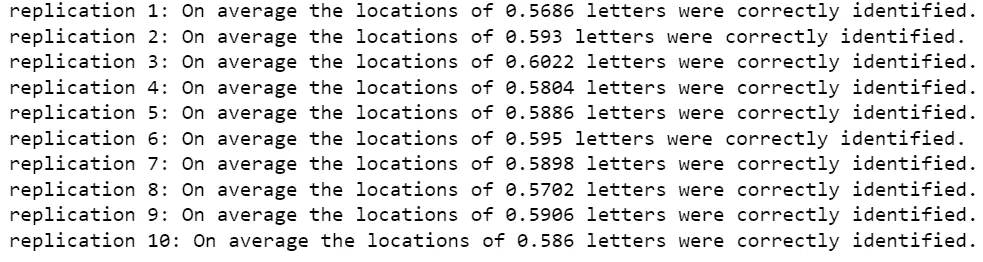 replication 1: On average the locations of 0.5686 letters were correctly identified.
replication 2: On average the locations of 0.593 letters were correctly identified.
replication 3: On average the locations of 0.6022 letters were correctly identified.
replication 4: On average the locations of 0.5804 letters were correctly identified.
replication 5: On average the locations of 0.5886 letters were correctly identified.
replication 6: On average the locations of 0.595 letters were correctly identified.
replication 7: On average the locations of 0.5898 letters were correctly identified.
replication 8: On average the locations of 0.5702 letters were correctly identified.
replication 9: On average the locations of 0.5906 letters were correctly identified.
replication 10: On average the locations of 0.586 letters were correctly identified.